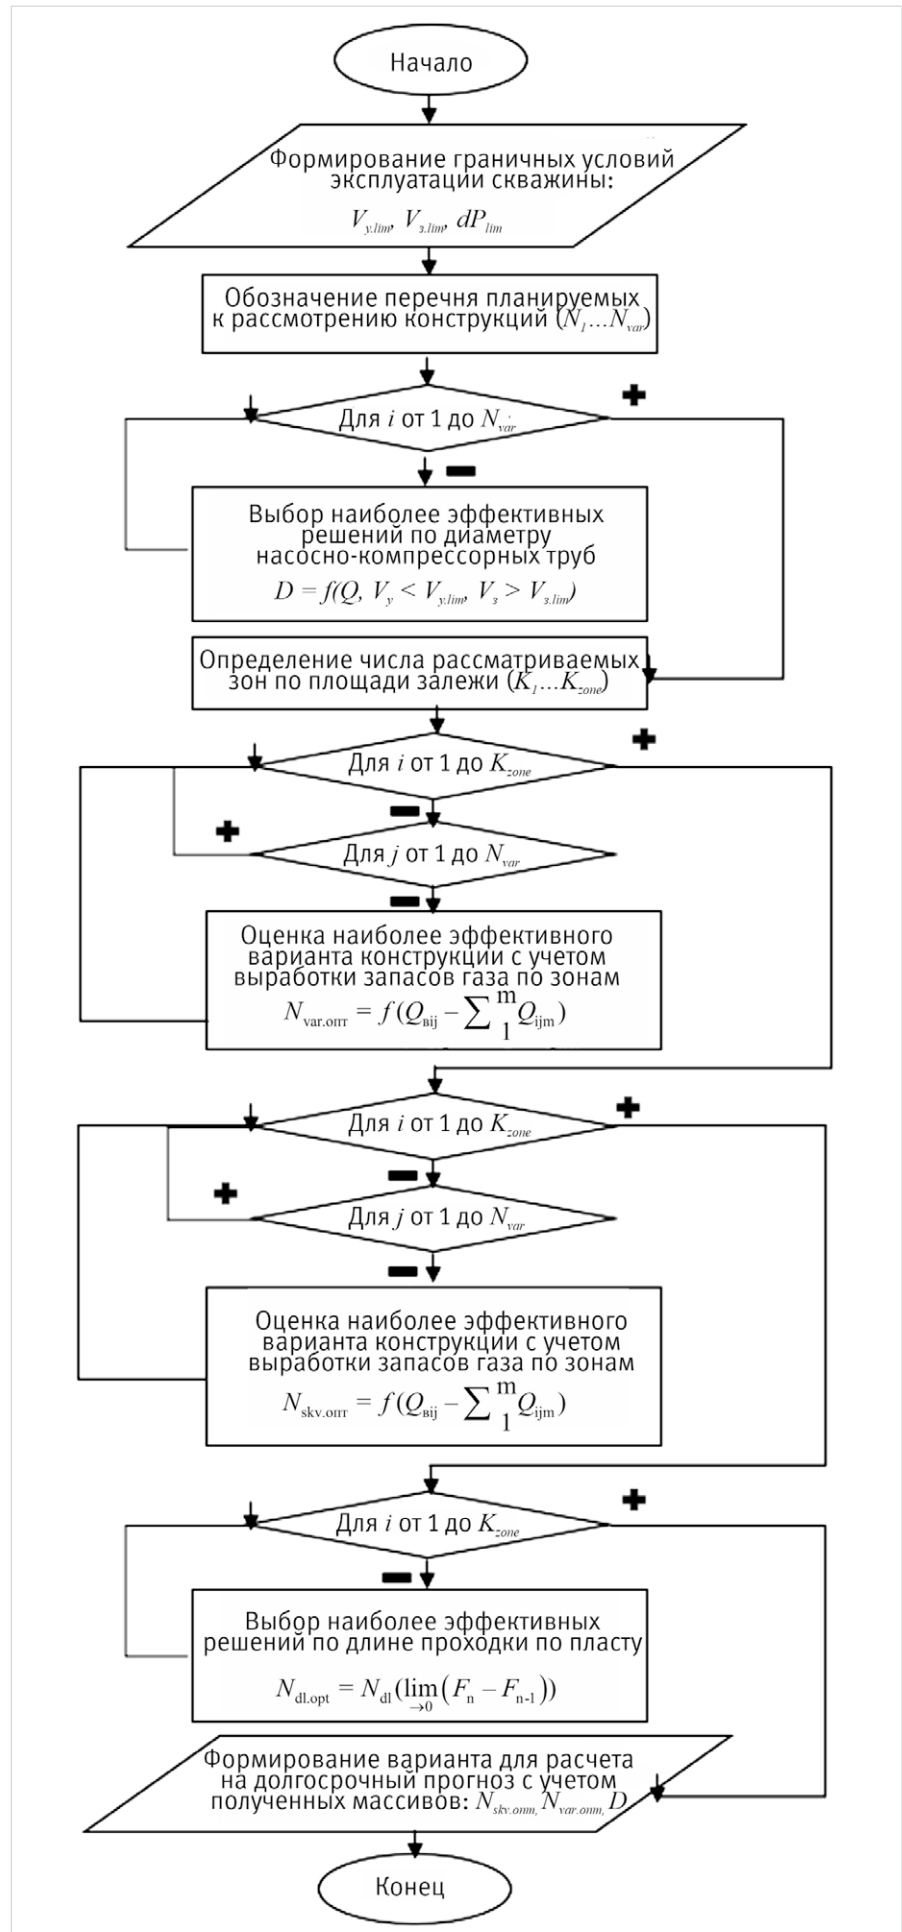 Начало
Формирование граничных условий
эксплуатации скважины:
V_y.lim, V_з.lim, dP_lim
Обозначение перечня планируемых
к рассмотрению конструкций (N_1...N_var)
+
Для i от 1 до N_var
−
Выбор наиболее эффективных
решений по диаметру
насосно-компрессорных труб
D = f(Q, V_y < V_y.lim, V_з > V_з.lim)
Определение числа рассматриваемых
зон по площади залежи (K_1...K_zone)
+
Для i от 1 до K_zone
−
+
Для j от 1 до N_var
−
Оценка наиболее эффективного
варианта конструкции с учетом
выработки запасов газа по зонам
N_var.опт = f(Q_вij − ∑_1^m Q_ijm)
+
Для i от 1 до K_zone
−
+
Для j от 1 до N_var
−
Оценка наиболее эффективного
варианта конструкции с учетом
выработки запасов газа по зонам
N_skv.опт = f(Q_вij − ∑_1^m Q_ijm)
+
Для i от 1 до K_zone
−
Выбор наиболее эффективных
решений по длине проходки по пласту
N_dl.opt = N_dl(lim_→0(F_n − F_n-1))
Формирование варианта для расчета
на долгосрочный прогноз с учетом
полученных массивов: N_skv.опт, N_var.опт, D
Конец